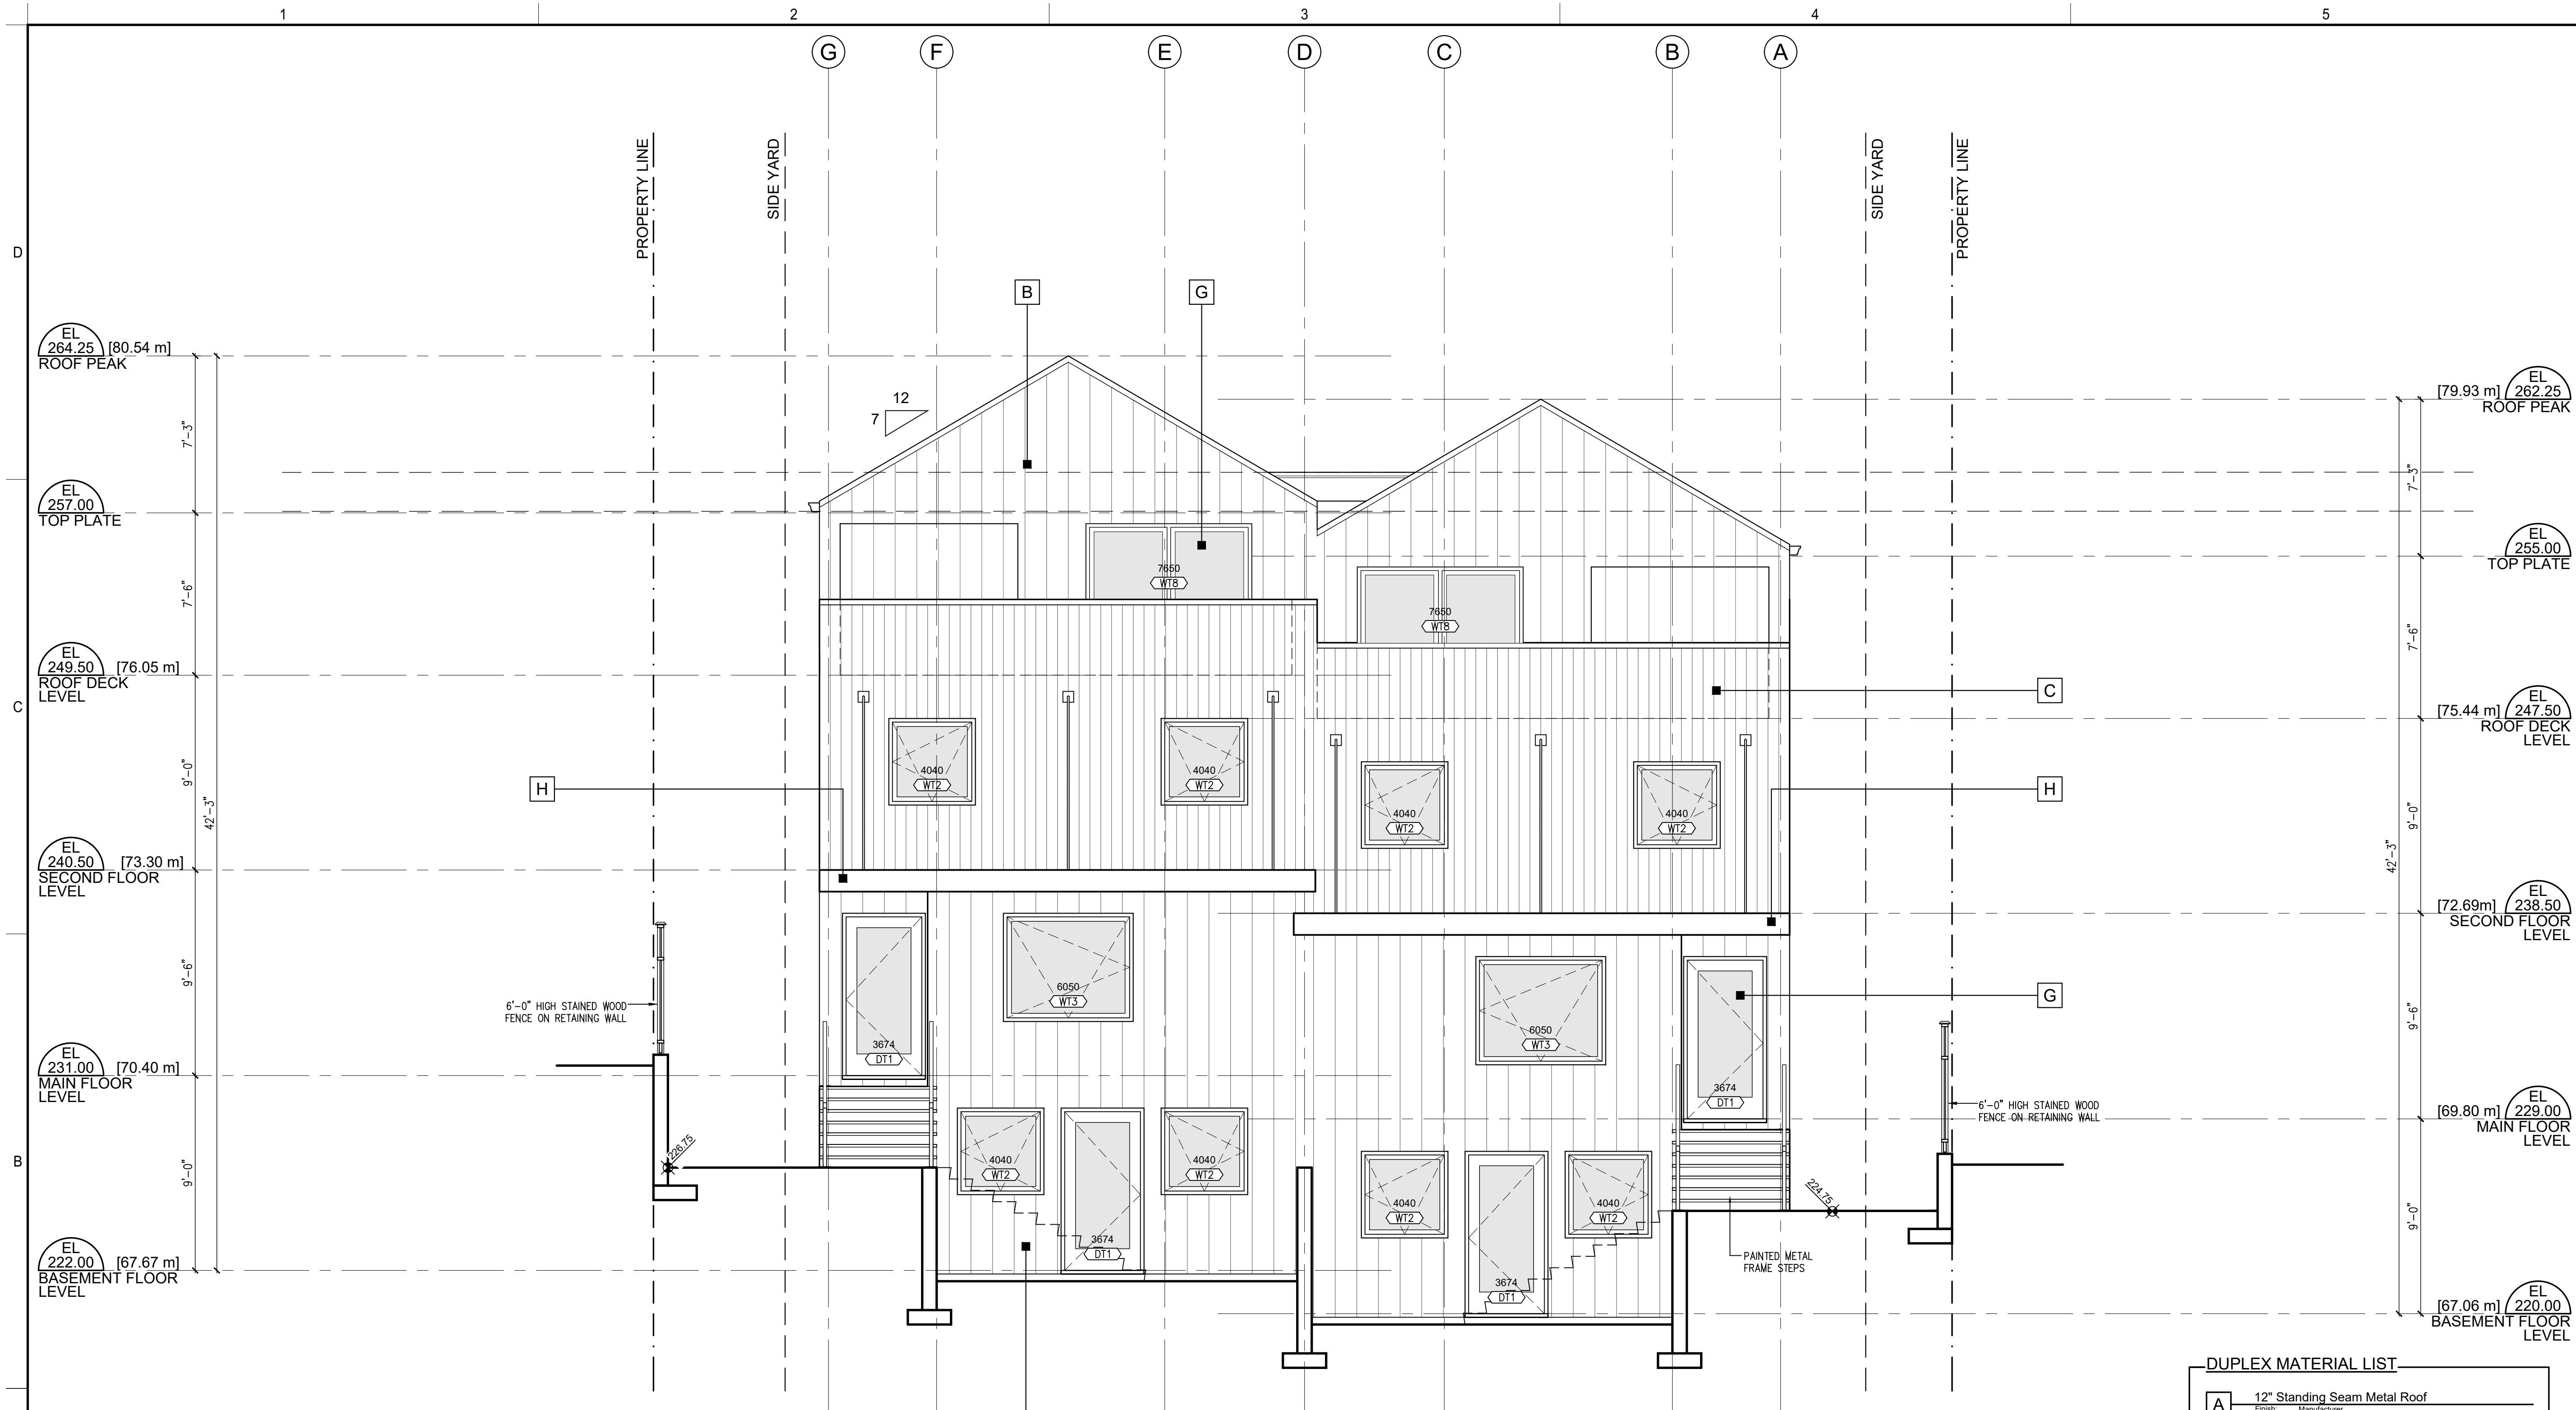 1 2 3 4 5
G F E D C B A
PROPERTY LINE
SIDE YARD
SIDE YARD
PROPERTY LINE
D
B
G
EL
264.25 [80.54 m]
ROOF PEAK
7'-3"
EL
257.00
TOP PLATE
7'-6"
EL
249.50 [76.05 m]
ROOF DECK
LEVEL
C
9'-0"
42'-3"
EL
240.50 [73.30 m]
SECOND FLOOR
LEVEL
9'-6"
EL
231.00 [70.40 m]
MAIN FLOOR
LEVEL
B
9'-0"
EL
222.00 [67.67 m]
BASEMENT FLOOR
LEVEL
12
7
7650
WT8
7650
WT8
4040
WT2
4040
WT2
4040
WT2
4040
WT2
H
C
H
G
6'-0" HIGH STAINED WOOD
FENCE ON RETAINING WALL
3674
DT1
6050
WT3
6050
WT3
3674
DT1
6'-0" HIGH STAINED WOOD
FENCE ON RETAINING WALL
226.75
4040
WT2
3674
DT1
4040
WT2
4040
WT2
3674
DT1
4040
WT2
224.75
PAINTED METAL
FRAME STEPS
EL
[79.93 m] 262.25
ROOF PEAK
7'-3"
EL
255.00
TOP PLATE
7'-6"
EL
[75.44 m] 247.50
ROOF DECK
LEVEL
9'-0"
42'-3"
EL
[72.69m] 238.50
SECOND FLOOR
LEVEL
9'-6"
EL
[69.80 m] 229.00
MAIN FLOOR
LEVEL
9'-0"
EL
[67.06 m] 220.00
BASEMENT FLOOR
LEVEL
DUPLEX MATERIAL LIST
A 12" Standing Seam Metal Roof
Finish: Manufacturer